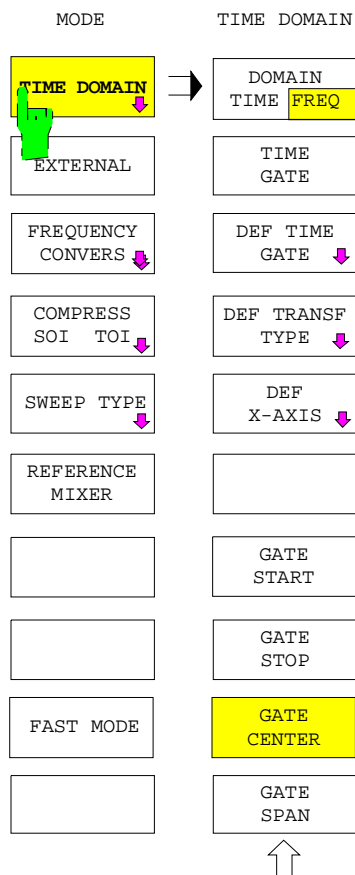 MODE
TIME DOMAIN
EXTERNAL
FREQUENCY
CONVERS
COMPRESS
SOI TOI
SWEEP TYPE
REFERENCE
MIXER
FAST MODE
TIME DOMAIN
DOMAIN
TIME FREQ
TIME
GATE
DEF TIME
GATE
DEF TRANSF
TYPE
DEF
X-AXIS
GATE
START
GATE
STOP
GATE
CENTER
GATE
SPAN